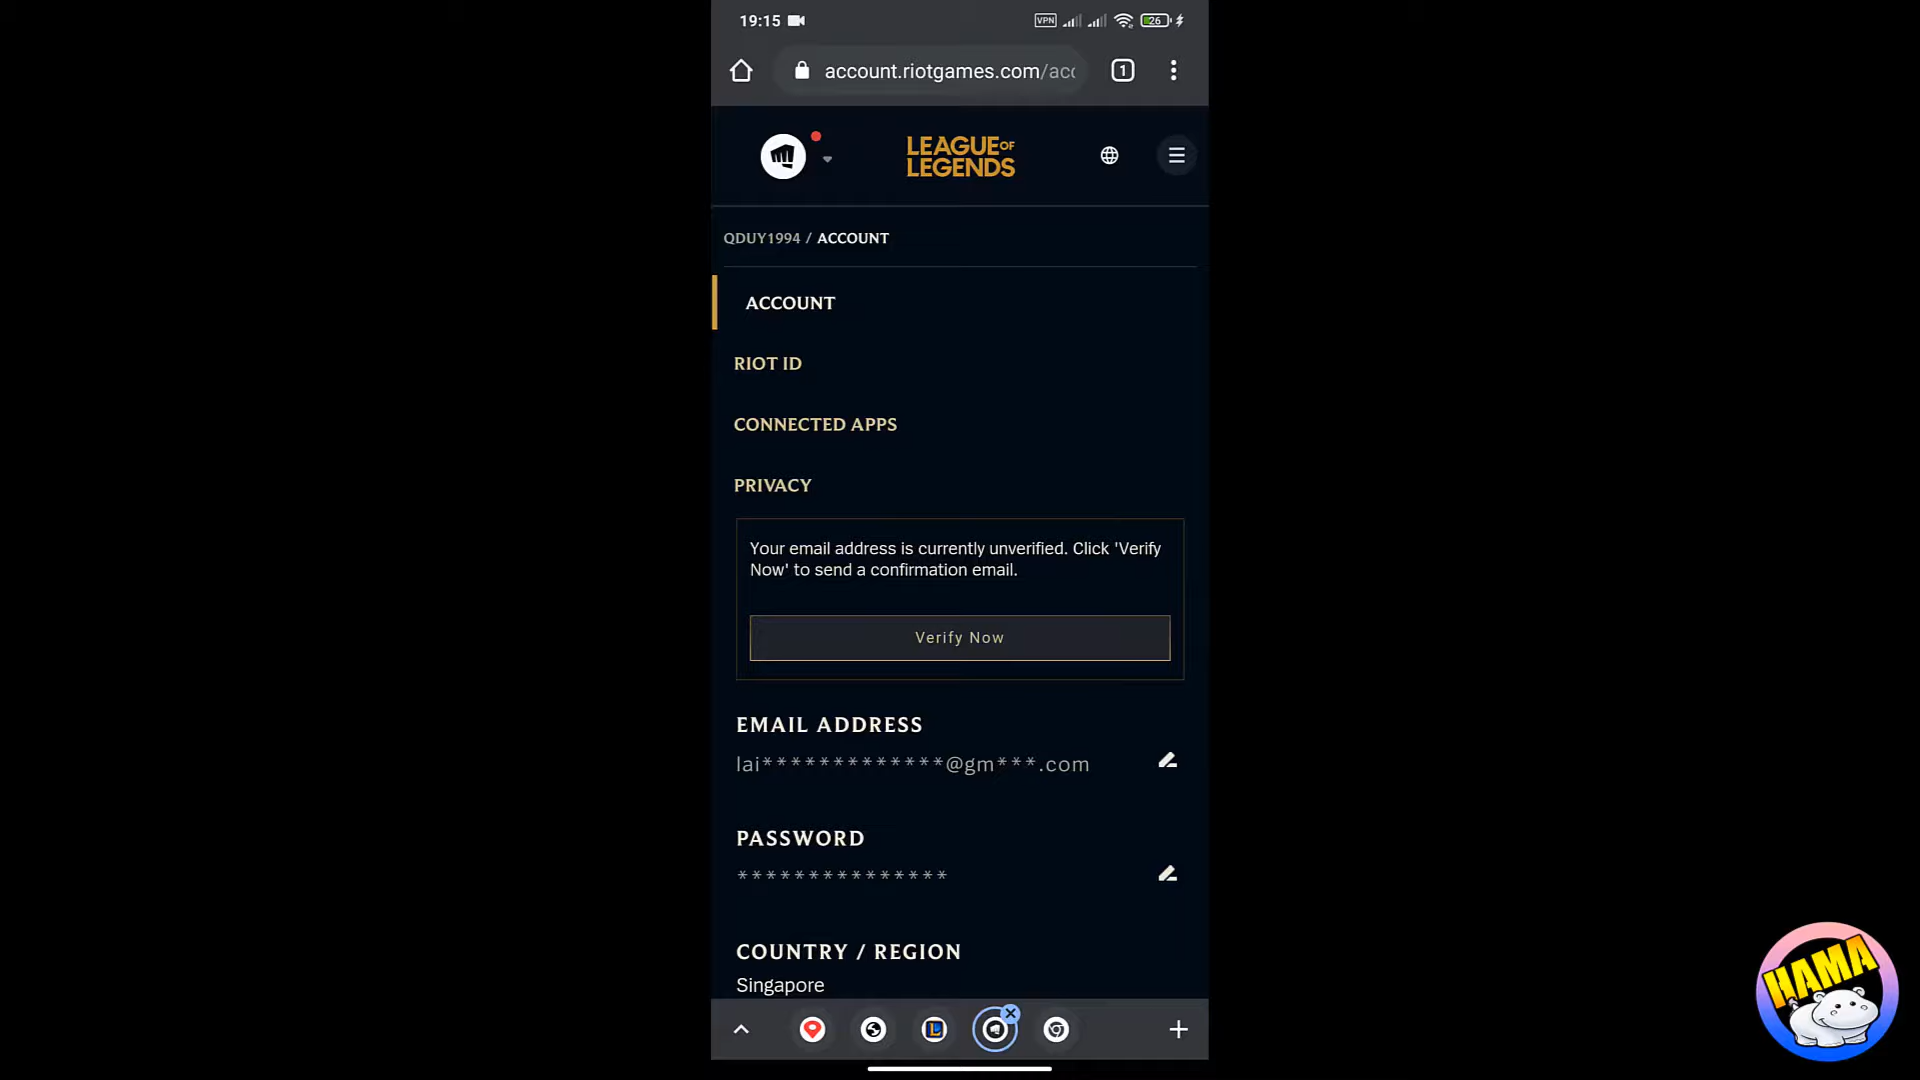 19:15
VPN
26
account.riotgames.com/acc
1
LEAGUE OF
LEGENDS
QDUY1994 / ACCOUNT
ACCOUNT
RIOT ID
CONNECTED APPS
PRIVACY
Your email address is currently unverified. Click 'Verify
Now' to send a confirmation email.
Verify Now
EMAIL ADDRESS
lai*************@gm***.com
PASSWORD
***************
COUNTRY / REGION
Singapore
HAMA